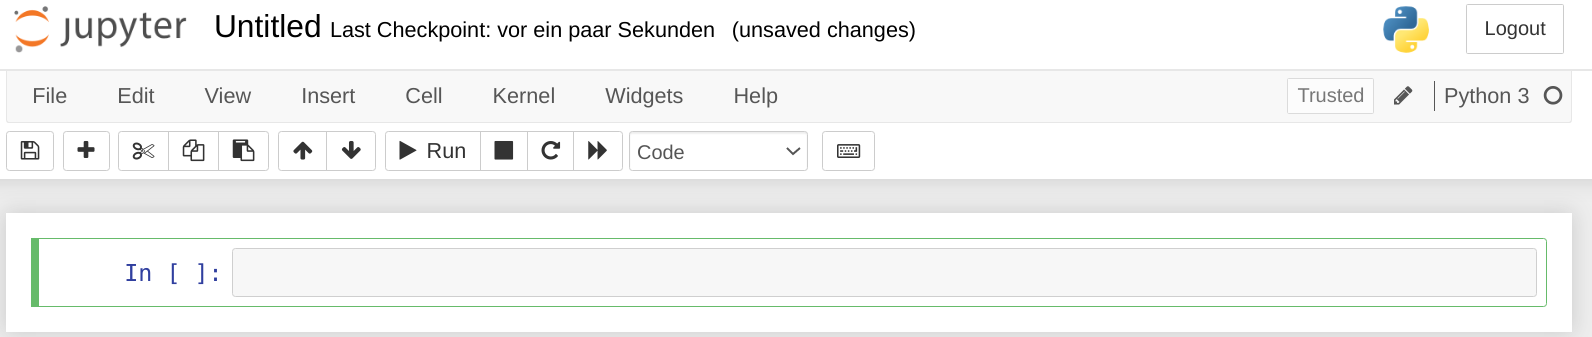 jupyter Untitled Last Checkpoint: vor ein paar Sekunden (unsaved changes) Logout
File Edit View Insert Cell Kernel Widgets Help Trusted Python 3
Run Code
In [ ]: